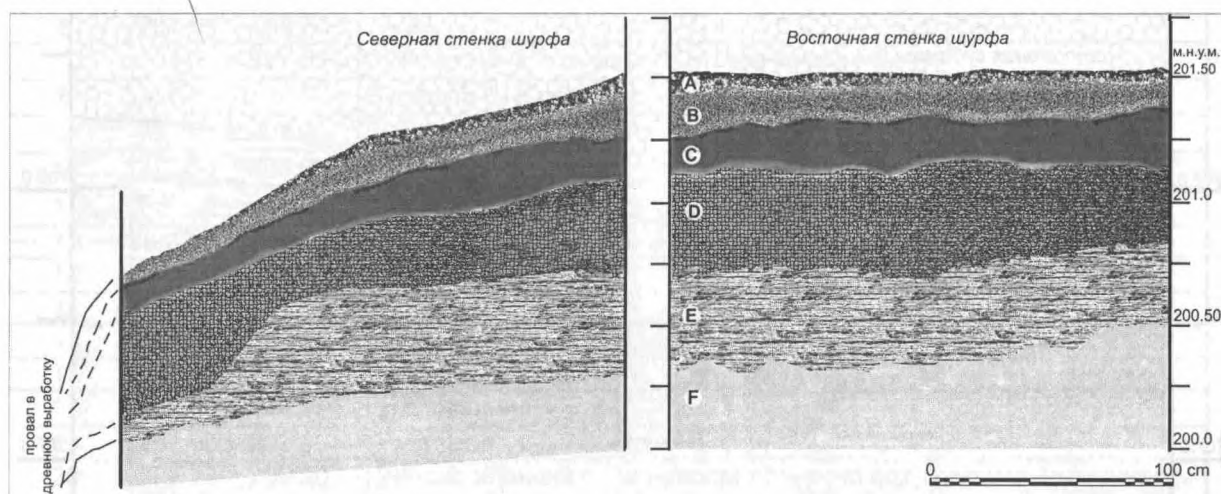 Северная стенка шурфа
Восточная стенка шурфа
м.н.у.м.
201.50
A
B
C
201.0
D
200.50
E
F
200.0
0
100 cm
провал в
древнюю выработку